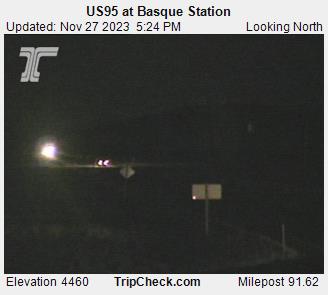 US95 at Basque Station
Updated: Nov 27 2023 5:24 PM Looking North
Elevation 4460 TripCheck.com Milepost 91.62